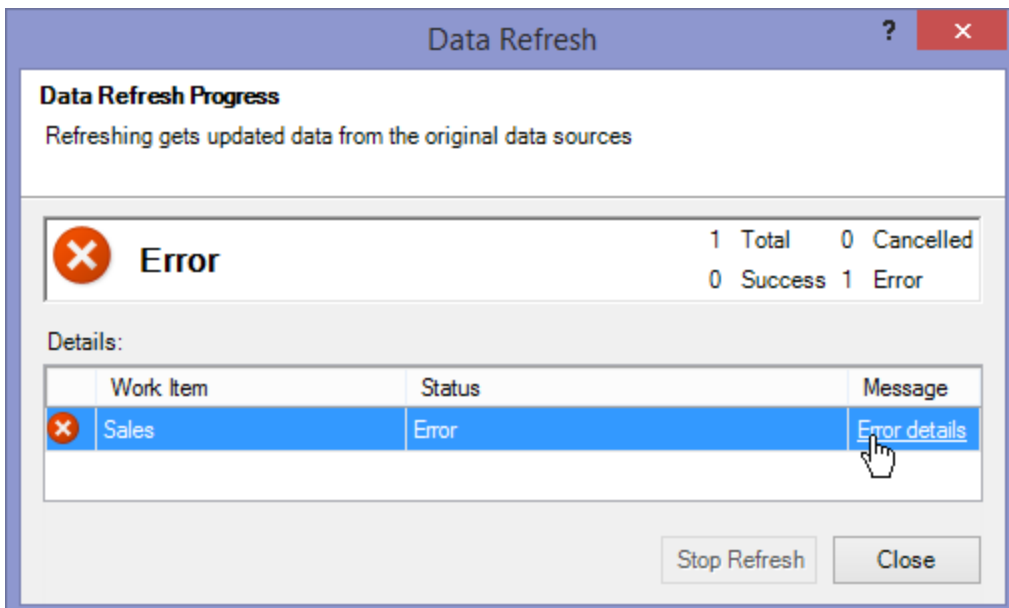 Data Refresh ?
Data Refresh Progress
Refreshing gets updated data from the original data sources
Error
1 Total 0 Cancelled
0 Success 1 Error
Details:
Work Item Status Message
Sales Error Error details
Stop Refresh Close